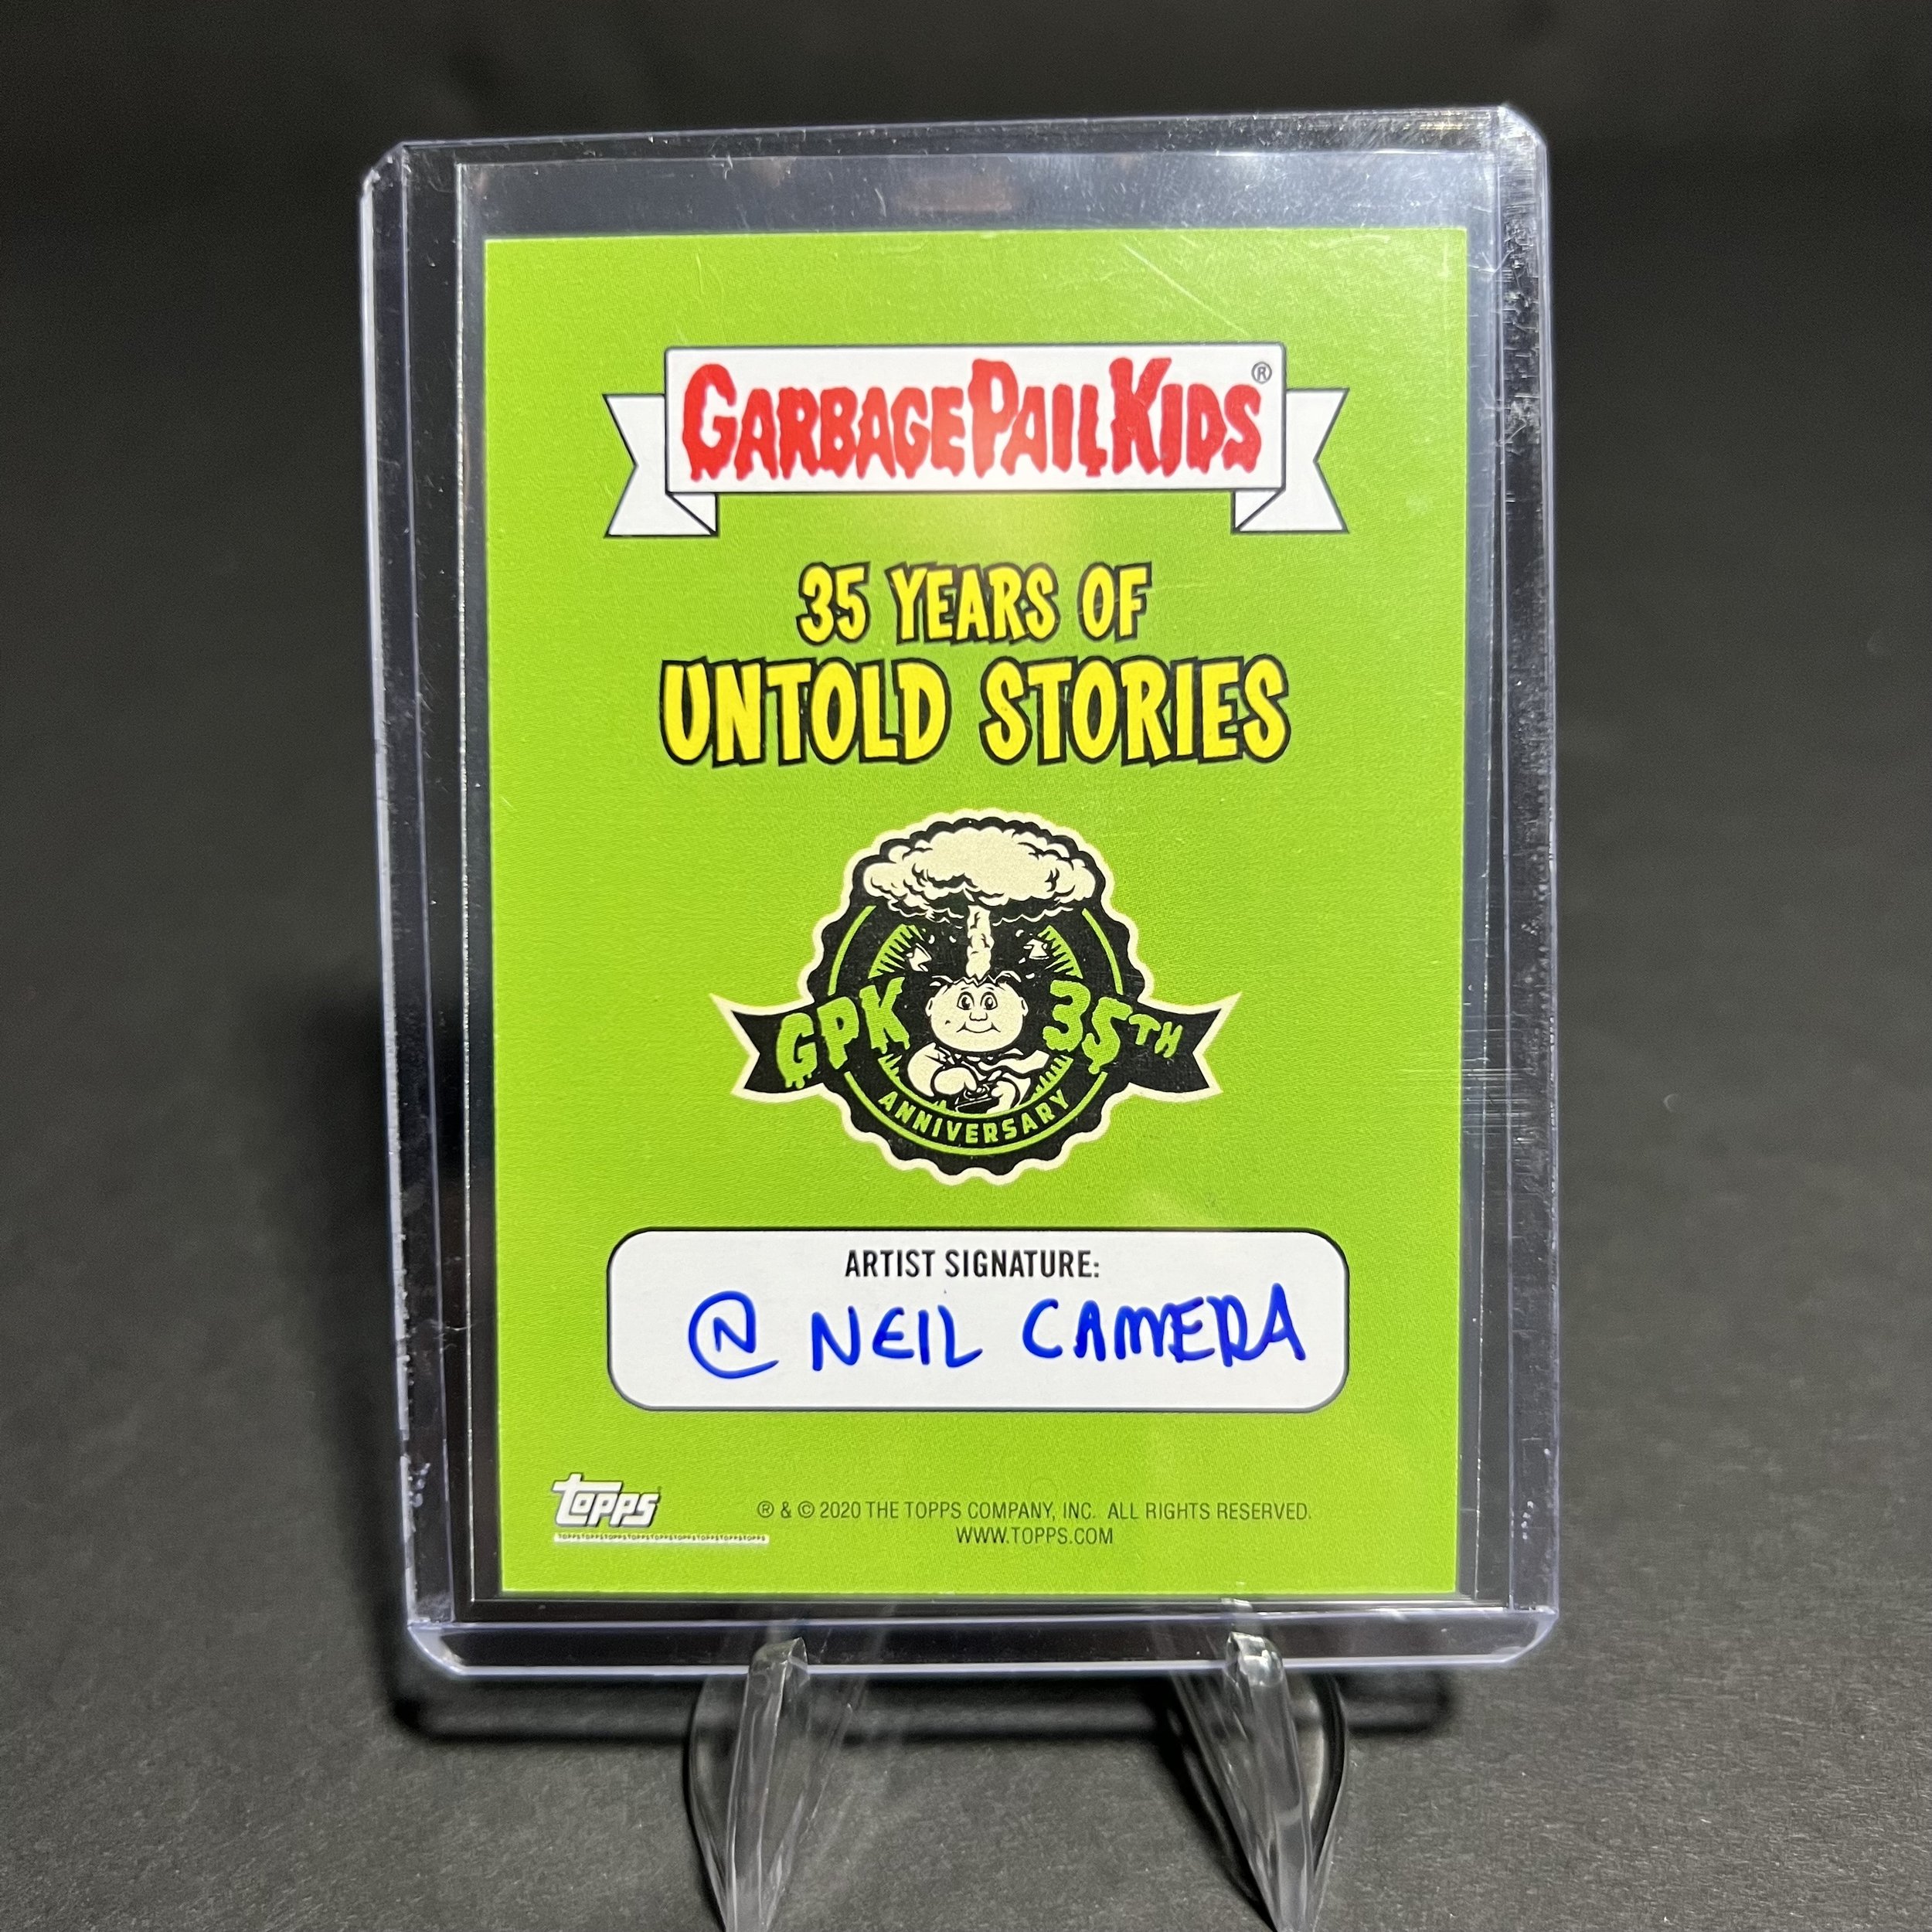 GARBAGE PAIL KIDS®
35 YEARS OF
UNTOLD STORIES
GPK 35TH
ANNIVERSARY
ARTIST SIGNATURE:
@ NEIL CAMERA
Topps
TOPPSTOPPSTOPPSTOPPSTOPPSTOPPSTOPPSTOPPSTOPPS
® & © 2020 THE TOPPS COMPANY, INC. ALL RIGHTS RESERVED.
WWW.TOPPS.COM